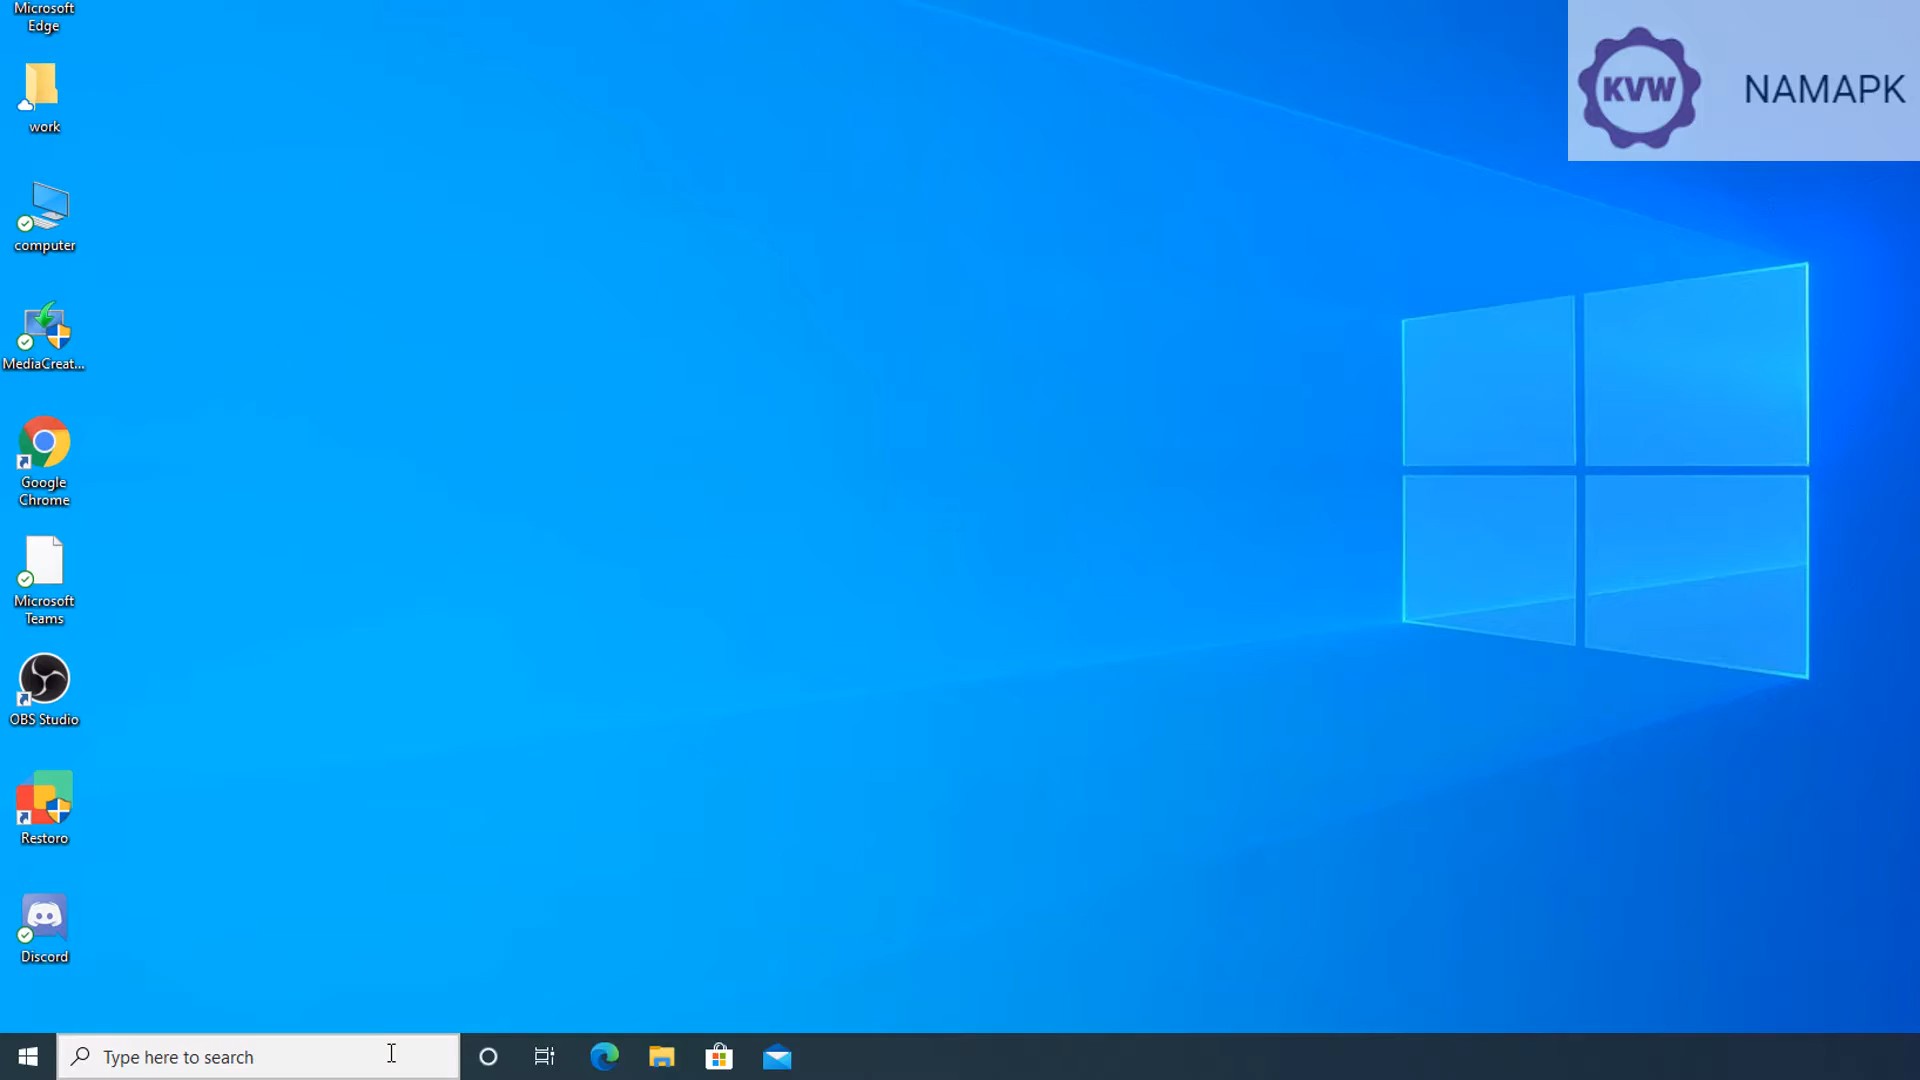 Microsoft
Edge
work
computer
MediaCreat...
Google
Chrome
Microsoft
Teams
OBS Studio
Restoro
Discord
KVW
NAMAPK
Type here to search